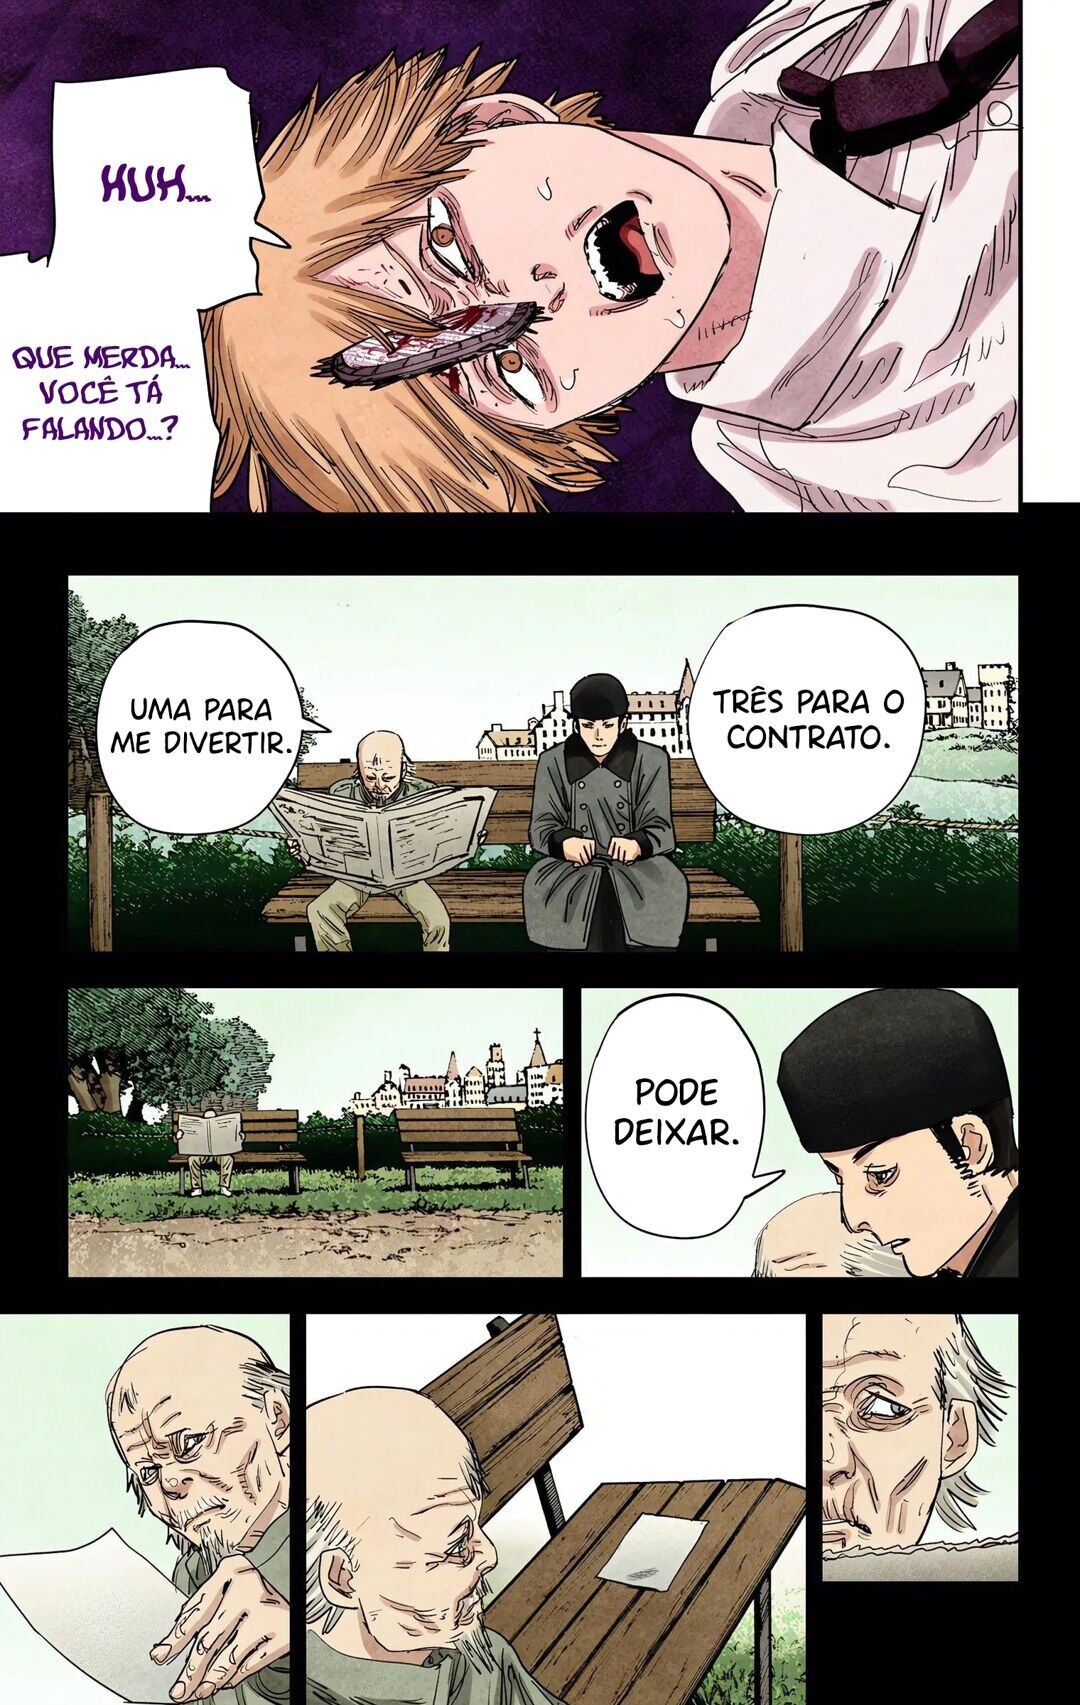 HUH...
QUE MERDA...
VOCÊ TÁ
FALANDO...?
TRÊS PARA O
CONTRATO.
UMA PARA
ME DIVERTIR.
PODE
DEIXAR.